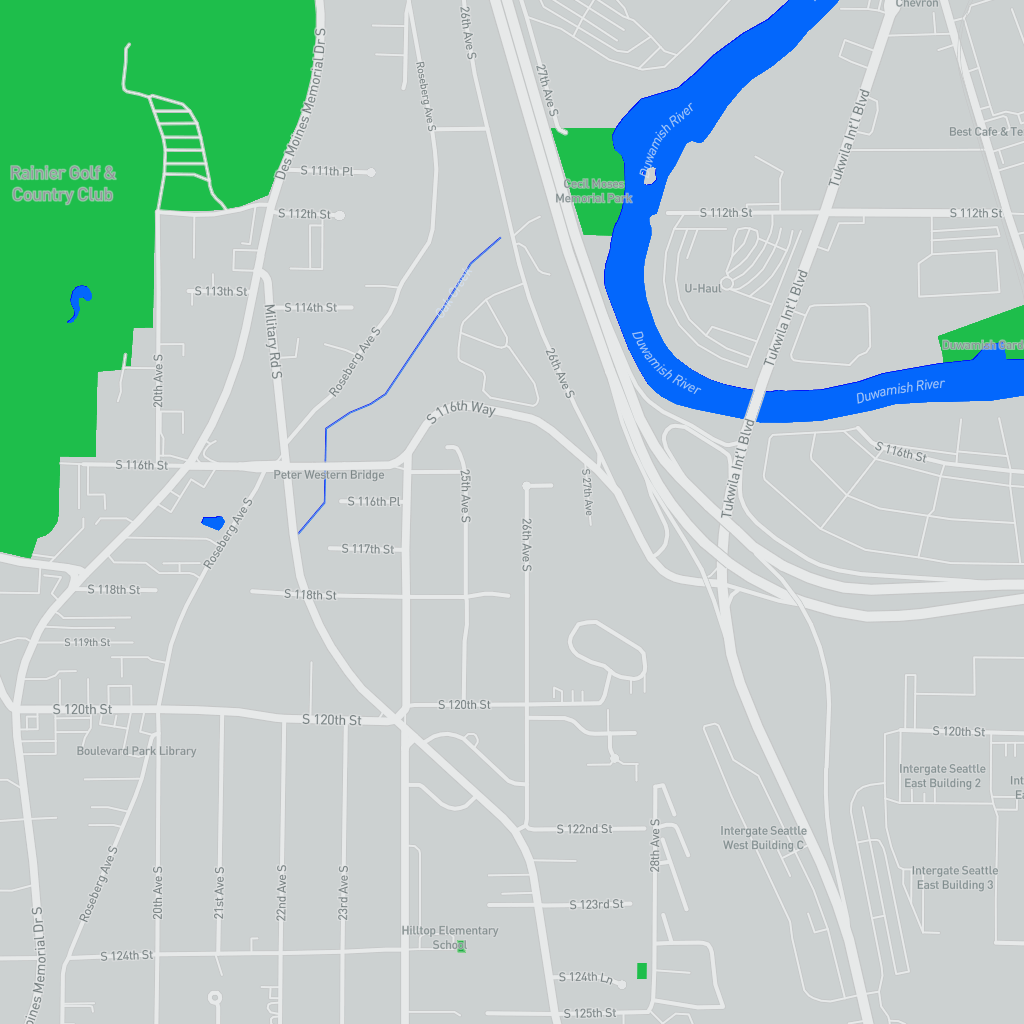 Chevron
26th Ave S
Des Moines Memorial Dr S
27th Ave S
Roseberg Ave S
Tukwila Int'l Blvd
Duwamish River
Best Cafe & Te
Rainier Golf &
Country Club
S 111th Pl
Cecil Moses
Memorial Park
S 112th St
S 112th St
S 112th St
S 113th St
U-Haul
S 114th St
Military Rd S
Tukwila Int'l Blvd
Duwamish Gard
Roseberg Ave S
20th Ave S
26th Ave S
Duwamish River
Duwamish River
S 116th Way
Tukwila Int'l Blvd
S 116th St
S 116th St
Peter Western Bridge
25th Ave S
S 27th Ave
S 116th Pl
Roseberg Ave S
26th Ave S
S 117th St
S 118th St
S 118th St
S 119th St
S 120th St
S 120th St
S 120th St
S 120th St
Boulevard Park Library
Intergate Seattle
East Building 2
Int
Ea
S 122nd St
Intergate Seattle
West Building C
28th Ave S
Roseberg Ave S
20th Ave S
21st Ave S
22nd Ave S
23rd Ave S
Intergate Seattle
East Building 3
S 123rd St
Hilltop Elementary
School
S 124th St
oines Memorial Dr S
S 124th Ln
S 125th St